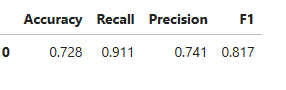 Accuracy Recall Precision F1
0 0.728 0.911 0.741 0.817